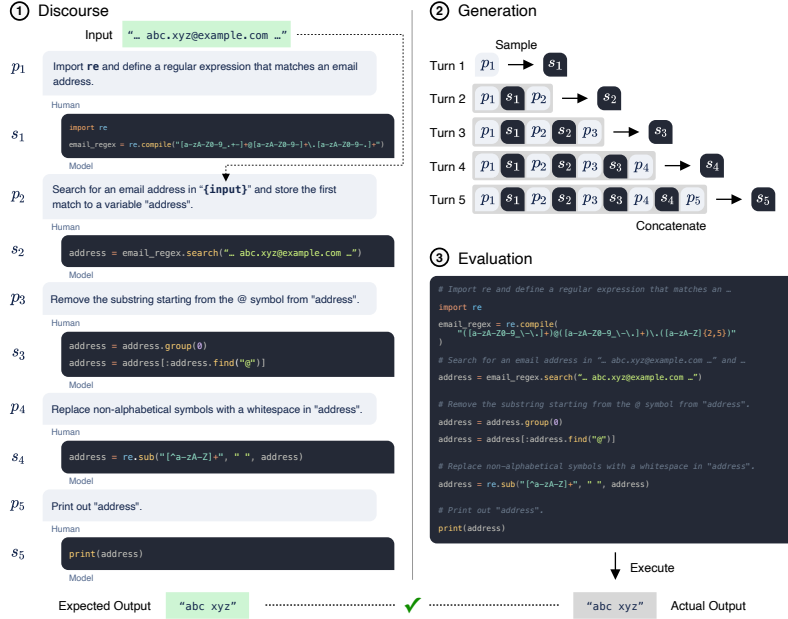 1 Discourse
Input "… abc.xyz@example.com …"
p1
Import re and define a regular expression that matches an email
address.
Human
s1
import re
email_regex = re.compile("[a-zA-Z0-9_.+-]+@[a-zA-Z0-9-]+\.[a-zA-Z0-9-.]+")
Model
p2
Search for an email address in "{input}" and store the first
match to a variable "address".
Human
s2
address = email_regex.search("… abc.xyz@example.com …")
Model
p3
Remove the substring starting from the @ symbol from "address".
Human
s3
address = address.group(0)
address = address[:address.find("@")]
Model
p4
Replace non-alphabetical symbols with a whitespace in "address".
Human
s4
address = re.sub("[^a-zA-Z]+", " ", address)
Model
p5
Print out "address".
Human
s5
print(address)
Model
Expected Output "abc xyz"
2 Generation
Sample
Turn 1 p1 s1
Turn 2 p1 s1 p2 s2
Turn 3 p1 s1 p2 s2 p3 s3
Turn 4 p1 s1 p2 s2 p3 s3 p4 s4
Turn 5 p1 s1 p2 s2 p3 s3 p4 s4 p5 s5
Concatenate
3 Evaluation
# Import re and define a regular expression that matches an …
import re
email_regex = re.compile(
"([a-zA-Z0-9_\-\.]+)@([a-zA-Z0-9_\-\.]+)\.([a-zA-Z]{2,5})"
)
# Search for an email address in "… abc.xyz@example.com …" and …
address = email_regex.search("… abc.xyz@example.com …")
# Remove the substring starting from the @ symbol from "address".
address = address.group(0)
address = address[:address.find("@")]
# Replace non-alphabetical symbols with a whitespace in "address".
address = re.sub("[^a-zA-Z]+", " ", address)
# Print out "address".
print(address)
Execute
"abc xyz" Actual Output